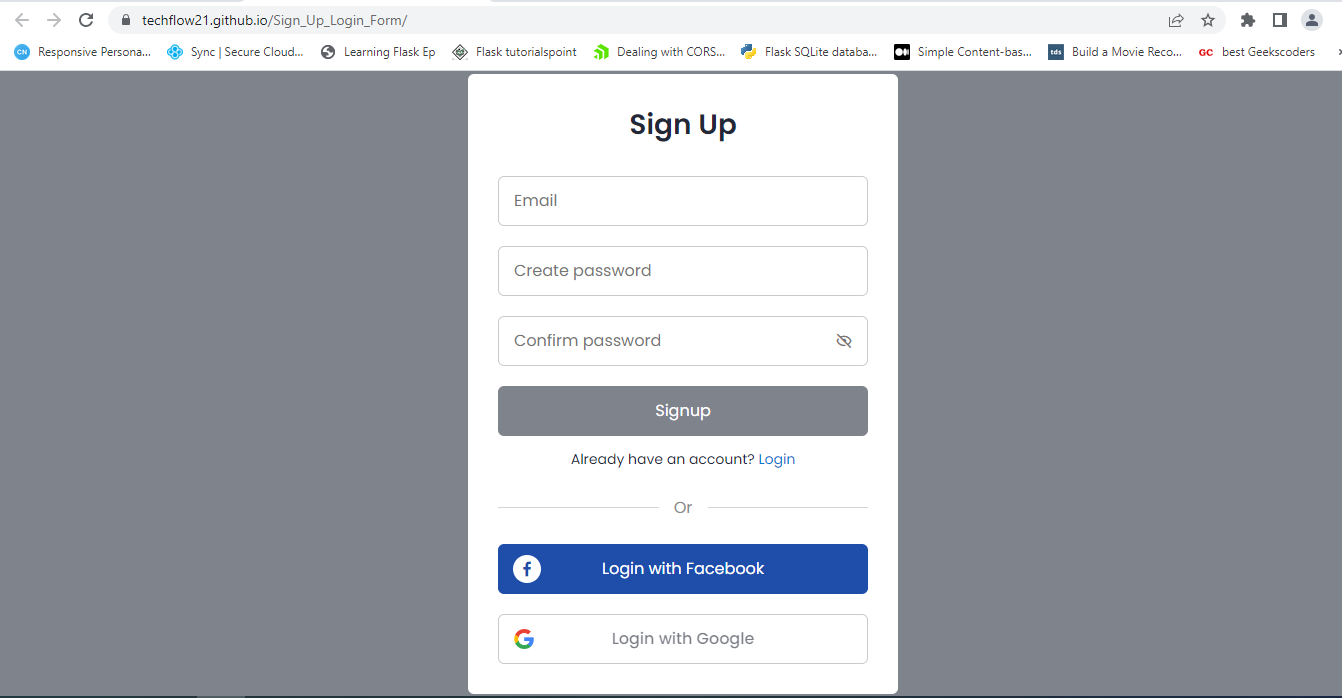 techflow21.github.io/Sign_Up_Login_Form/
CN Responsive Persona... Sync | Secure Cloud... Learning Flask Ep Flask tutorialspoint Dealing with CORS... Flask SQLite databa... Simple Content-bas... tds Build a Movie Reco... GC best Geekscoders
Sign Up
Email
Create password
Confirm password
Signup
Already have an account? Login
Or
Login with Facebook
Login with Google